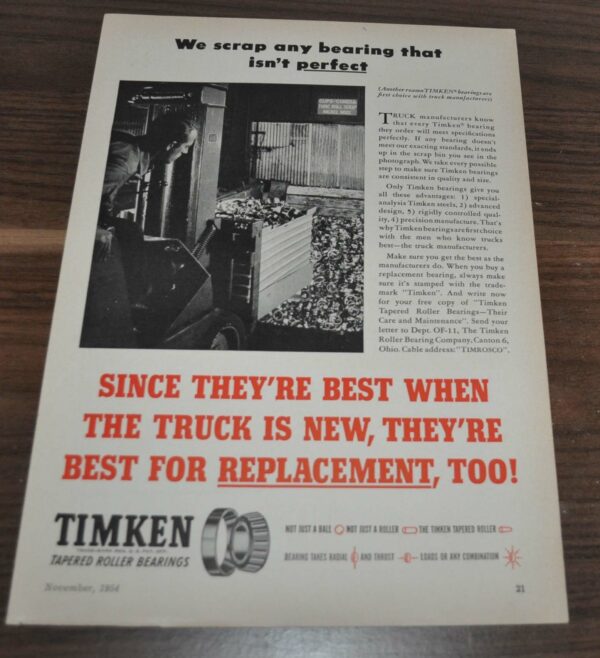 We scrap any bearing that
isn't perfect
(Another reason TIMKEN® bearings are
first choice with truck manufacturers)
TRUCK manufacturers know
that every Timken® bearing
they order will meet specifications
perfectly. If any bearing doesn't
meet our exacting standards, it ends
up in the scrap bin you see in the
photograph. We take every possible
step to make sure Timken bearings
are consistent in quality and size.
Only Timken bearings give you
all these advantages: 1) special-
analysis Timken steels, 2) advanced
design, 3) rigidly controlled qual-
ity, 4) precision manufacture. That's
why Timken bearings are first choice
with the men who know trucks
best—the truck manufacturers.
Make sure you get the best as the
manufacturers do. When you buy a
replacement bearing, always make
sure it's stamped with the trade-
mark "Timken". And write now
for your free copy of "Timken
Tapered Roller Bearings—Their
Care and Maintenance". Send your
letter to Dept. OF-11, The Timken
Roller Bearing Company, Canton 6,
Ohio. Cable address: "TIMROSCO".
SINCE THEY'RE BEST WHEN
THE TRUCK IS NEW, THEY'RE
BEST FOR REPLACEMENT, TOO!
TIMKEN
TRADE-MARK REG. U.S. PAT. OFF.
TAPERED ROLLER BEARINGS
NOT JUST A BALL NOT JUST A ROLLER THE TIMKEN TAPERED ROLLER
BEARING TAKES RADIAL AND THRUST LOADS OR ANY COMBINATION
November, 1954
21